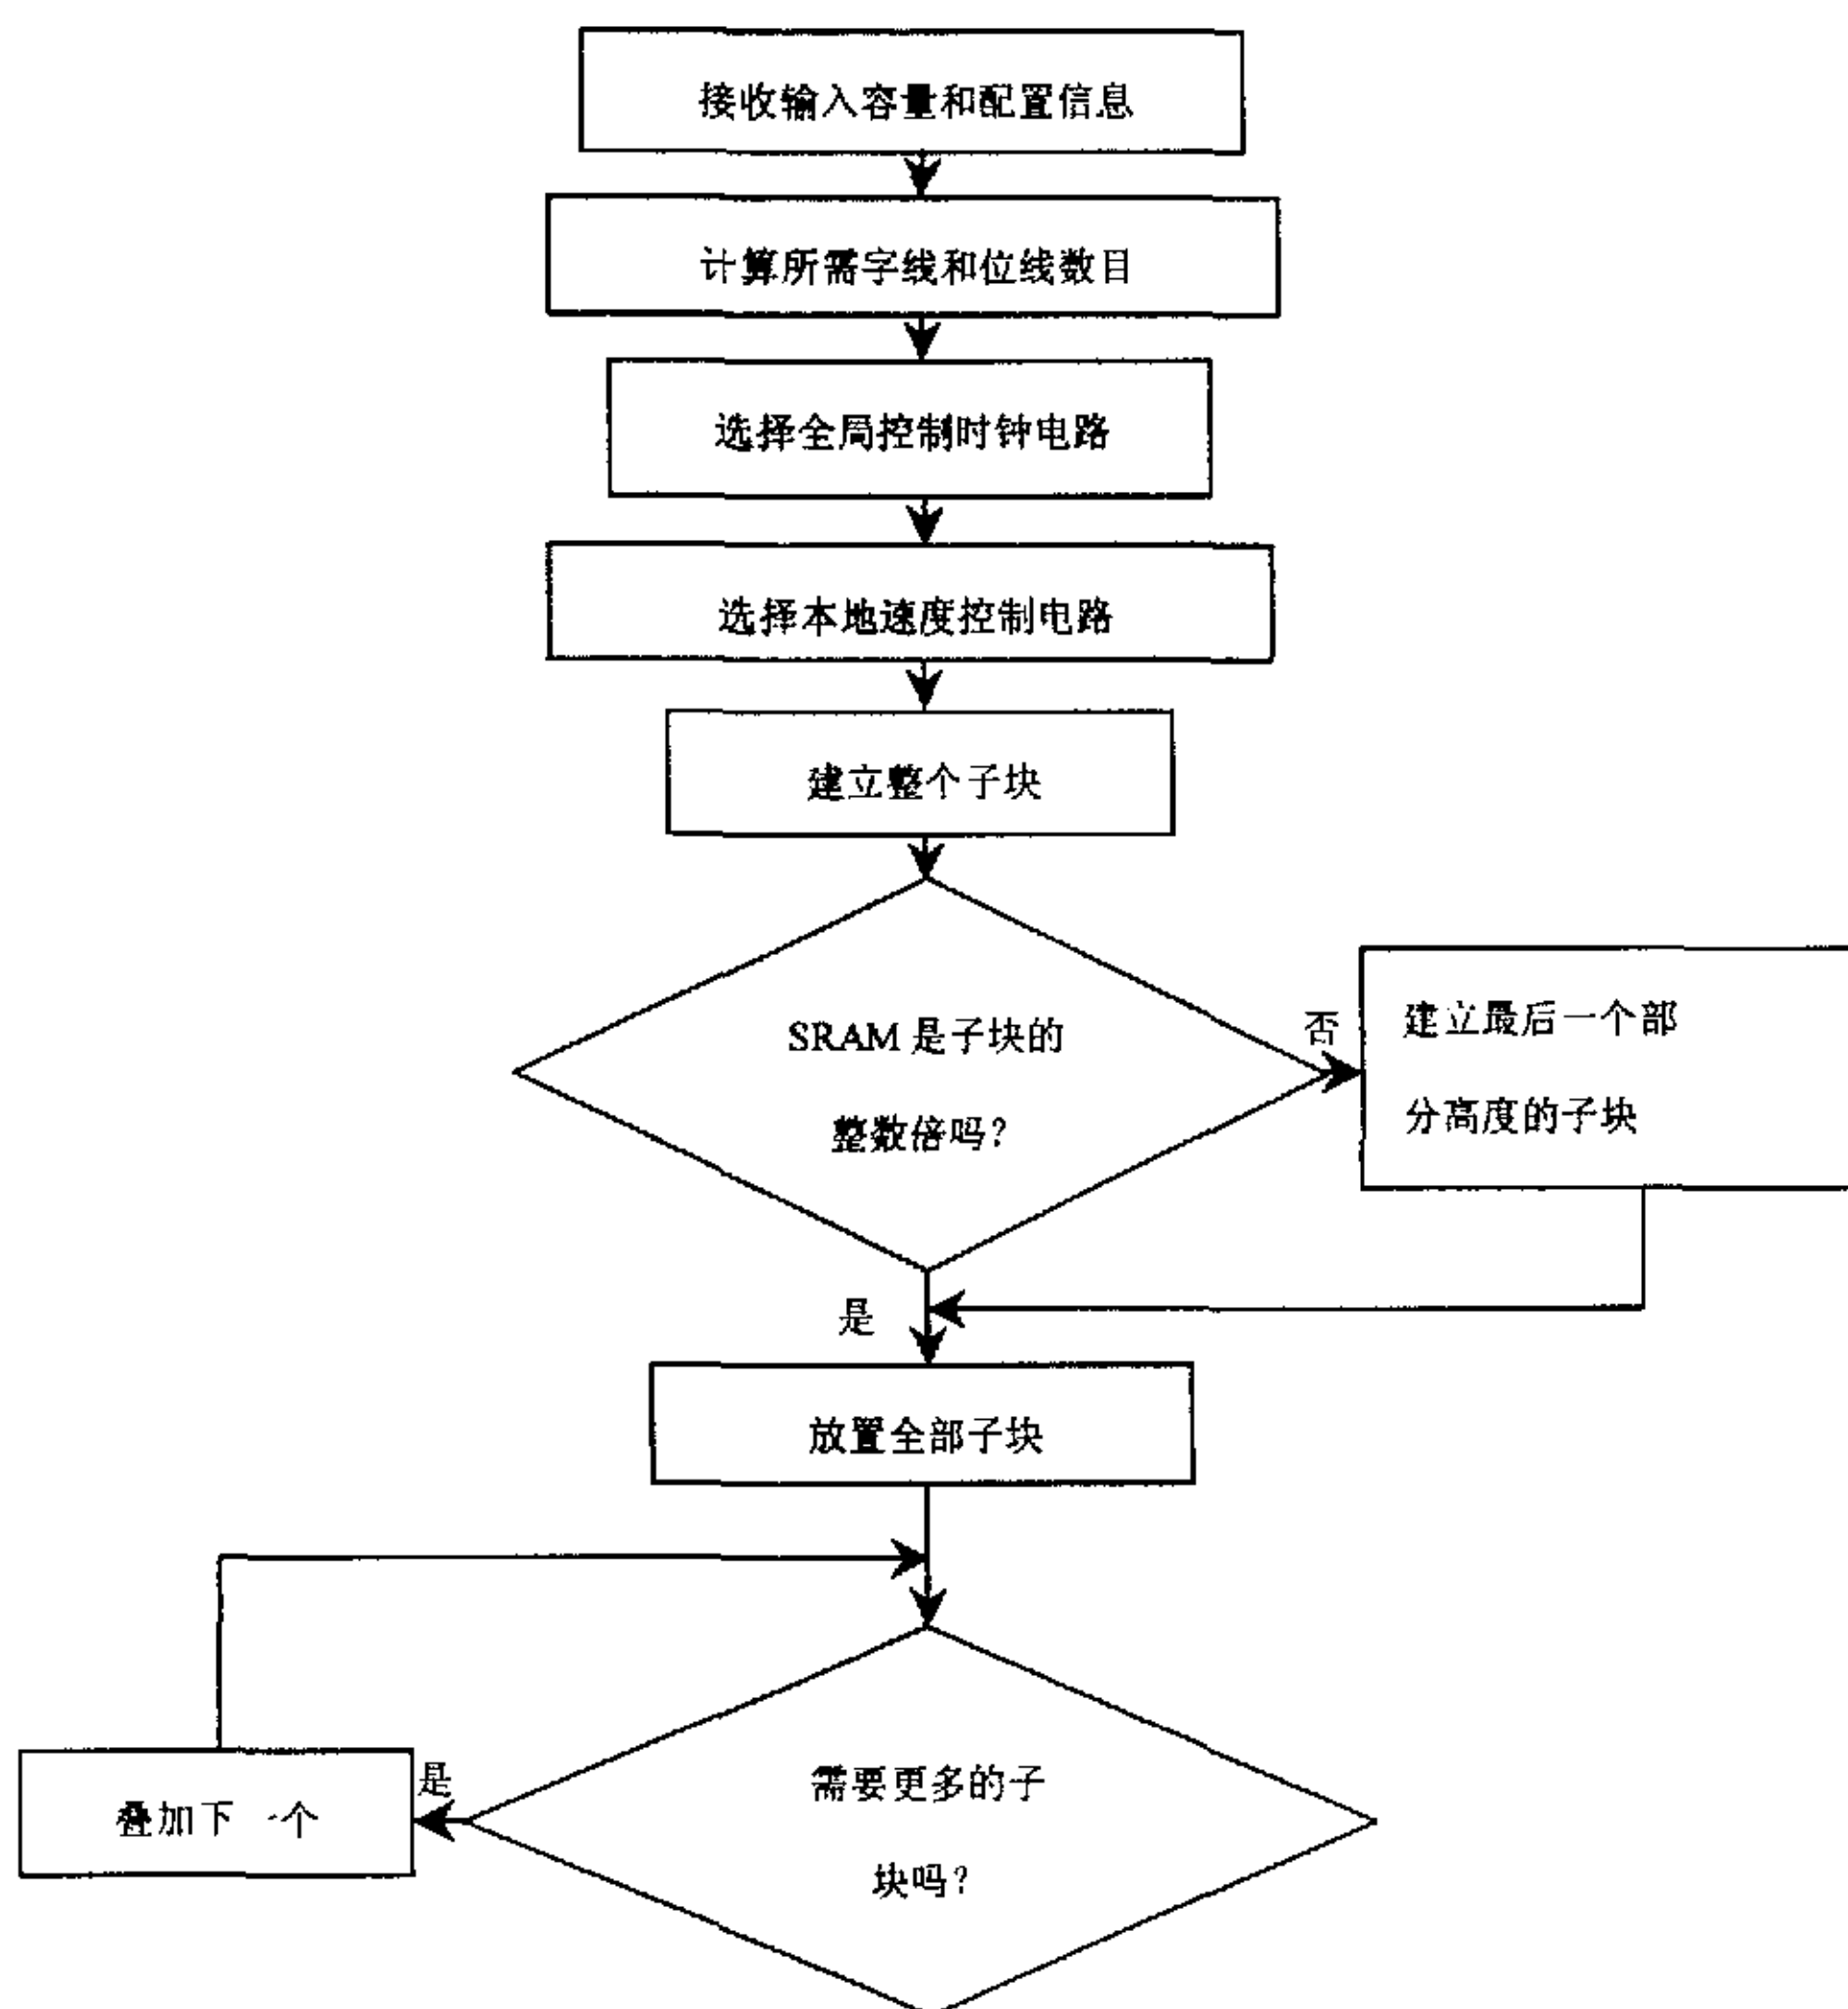 接收输入容量和配置信息
计算所需字线和位线数目
选择全局控制时钟电路
选择本地速度控制电路
建立整个子块
SRAM 是子块的
整数倍吗?
否
建立最后一个部
分高度的子块
是
放置全部子块
需要更多的子
块吗?
是
叠加下一个